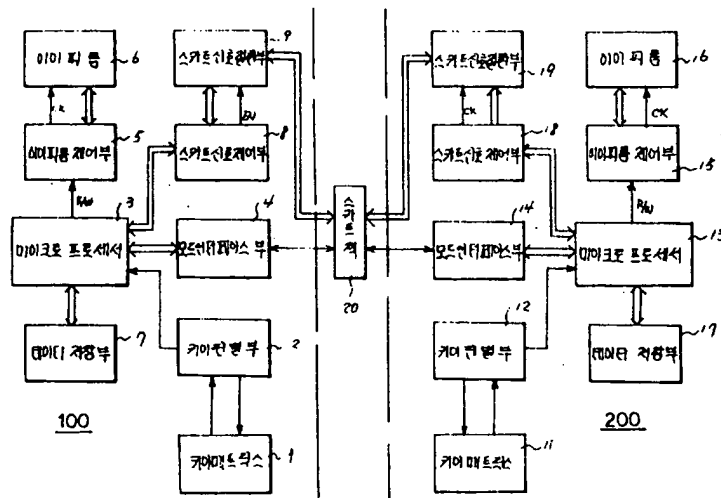 6
이이피롬
9
스카트신호전환부
스카트신호전환부
19
이이피롬
16
CK
EN
CK
CK
5
이이피롬 제어부
8
스카트신호제어부
18
스카트신호 제어부
이이피롬 제어부
15
R/W
R/W
3
마이크로 프로세서
4
모드인터페이스 부
스카트잭
20
14
모드인터페이스부
13
마이크로 프로세서
7
데이터 저장부
2
키이판별부
12
키이 판별부
데이터 저장부
17
100
200
키이매트릭스
1
키이매트릭스
11